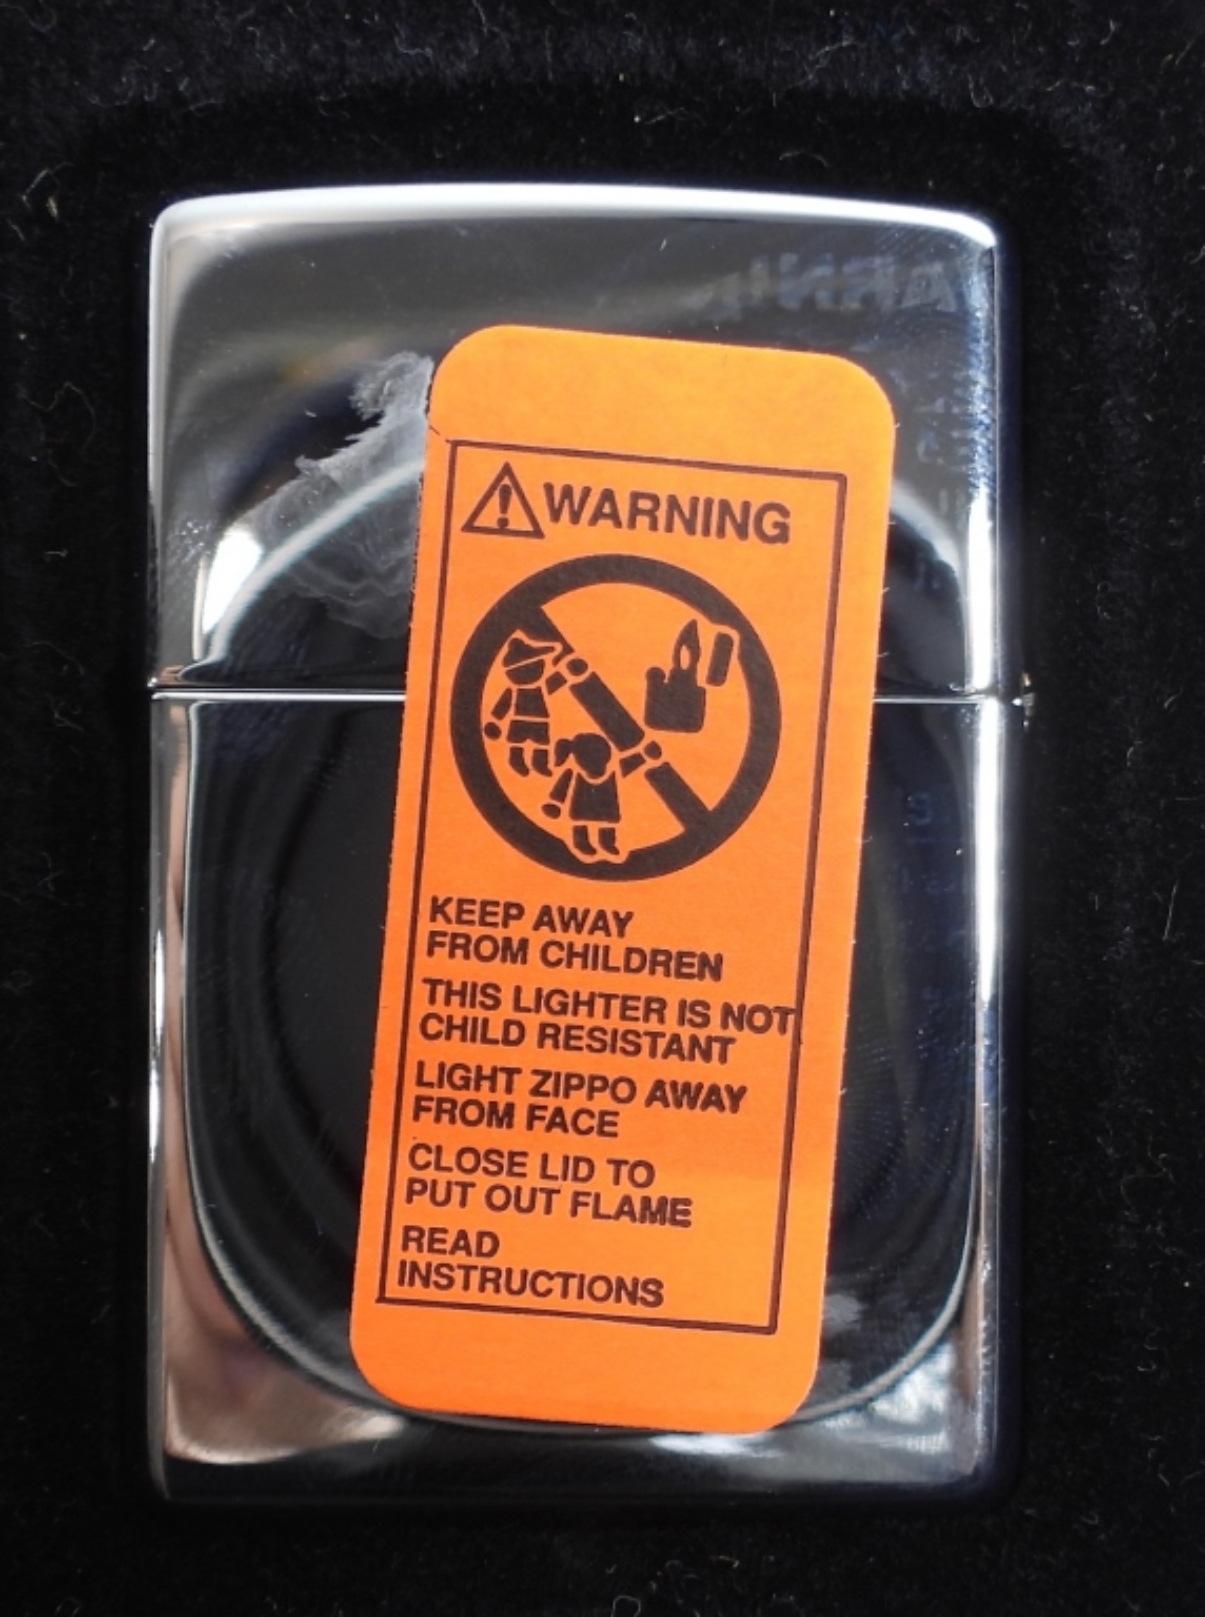 WARNING
KEEP AWAY
FROM CHILDREN
THIS LIGHTER IS NOT
CHILD RESISTANT
LIGHT ZIPPO AWAY
FROM FACE
CLOSE LID TO
PUT OUT FLAME
READ
INSTRUCTIONS